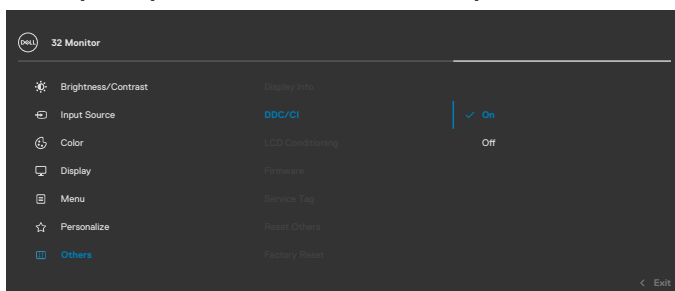 DELL 32 Monitor
Brightness/Contrast Display Info
Input Source DDC/CI On
Color LCD Conditioning Off
Display Firmware
Menu Service Tag
Personalize Reset Others
Others Factory Reset
Exit